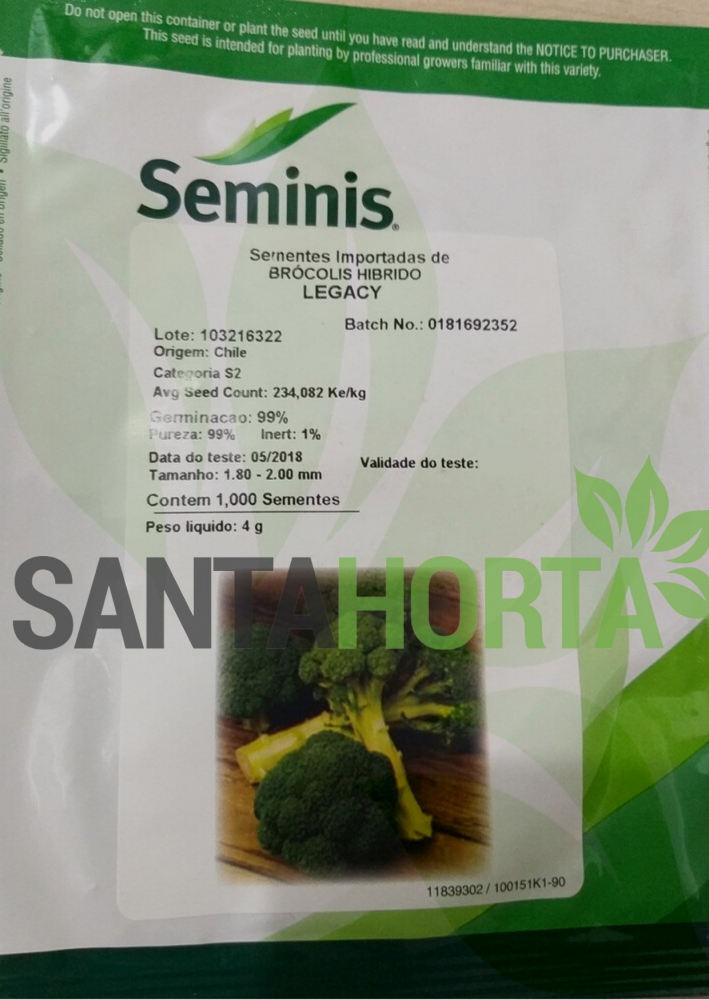 Do not open this container or plant the seed until you have read and understand the NOTICE TO PURCHASER.
This seed is intended for planting by professional growers familiar with this variety.
Sigillato all'origine
Seminis®
Sementes Importadas de
BRÓCOLIS HIBRIDO
LEGACY
Batch No.: 0181692352
Lote: 103216322
Origem: Chile
Categoria S2
Avg Seed Count: 234,082 Ke/kg
Germinacao: 99%
Pureza: 99% Inert: 1%
Data do teste: 05/2018
Validade do teste:
Tamanho: 1.80 - 2.00 mm
Contem 1,000 Sementes
Peso liquido: 4 g
SANTAHORTA
11839302 / 100151K1-90